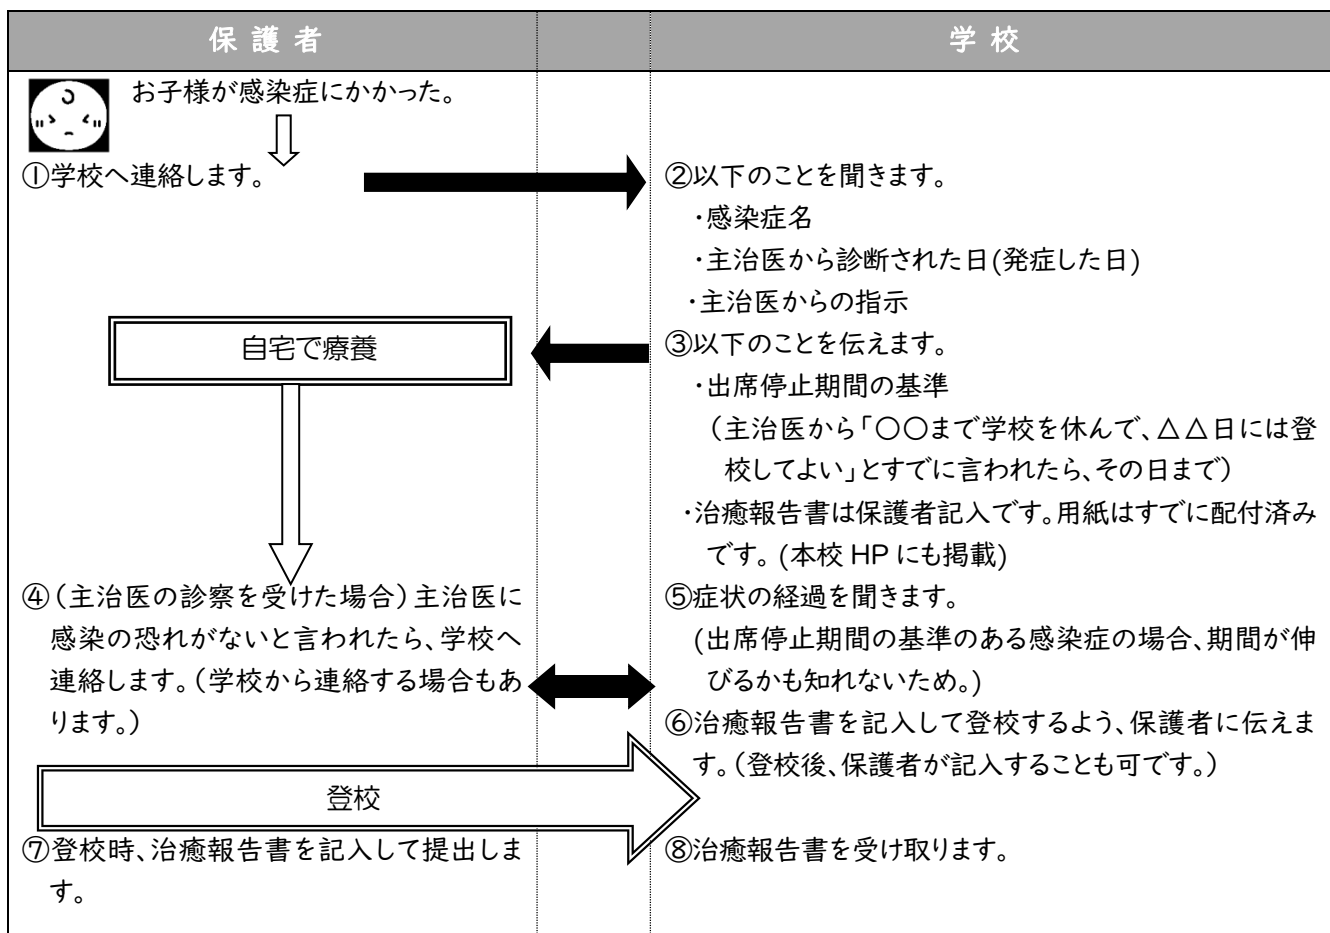 保護者
学校
お子様が感染症にかかった。
①学校へ連絡します。
②以下のことを聞きます。
・感染症名
・主治医から診断された日(発症した日)
・主治医からの指示
自宅で療養
③以下のことを伝えます。
・出席停止期間の基準
（主治医から「〇〇まで学校を休んで、△△日には登
校してよい」とすでに言われたら、その日まで）
・治癒報告書は保護者記入です。用紙はすでに配付済み
です。(本校 HP にも掲載)
④（主治医の診察を受けた場合）主治医に
感染の恐れがないと言われたら、学校へ
連絡します。（学校から連絡する場合もあ
ります。）
⑤症状の経過を聞きます。
(出席停止期間の基準のある感染症の場合、期間が伸
びるかも知れないため。)
⑥治癒報告書を記入して登校するよう、保護者に伝えま
す。（登校後、保護者が記入することも可です。）
登校
⑦登校時、治癒報告書を記入して提出しま
す。
⑧治癒報告書を受け取ります。